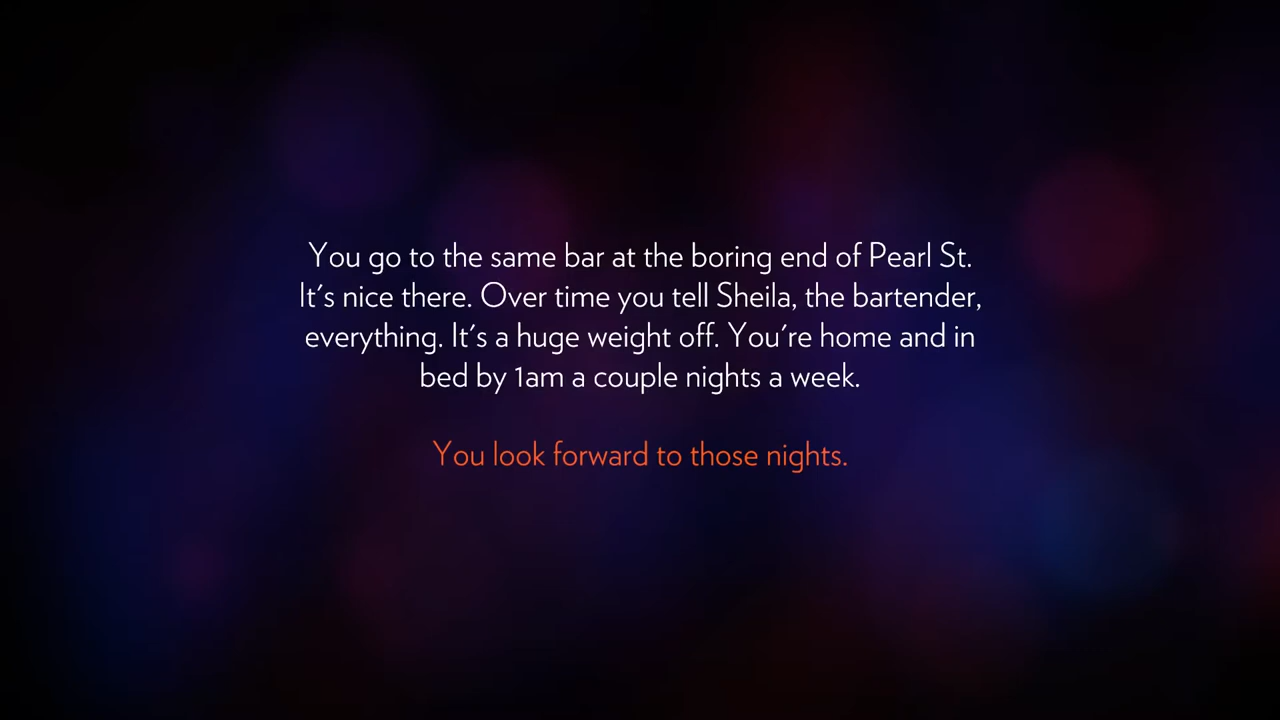 You go to the same bar at the boring end of Pearl St.
It's nice there. Over time you tell Sheila, the bartender,
everything. It's a huge weight off. You're home and in
bed by 1am a couple nights a week.
You look forward to those nights.